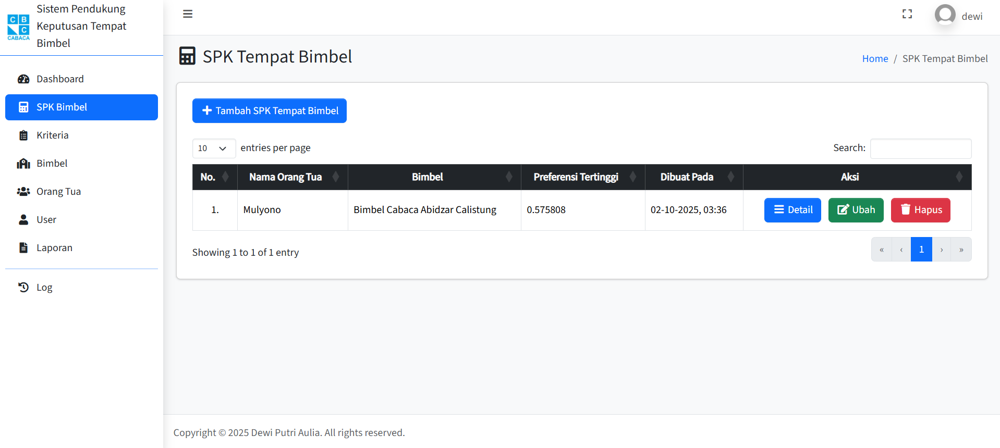 C B
C
CABACA
Sistem Pendukung
Keputusan Tempat
Bimbel
dewi
Dashboard
SPK Bimbel
Kriteria
Bimbel
Orang Tua
User
Laporan
Log
SPK Tempat Bimbel
Home / SPK Tempat Bimbel
Tambah SPK Tempat Bimbel
10 entries per page
Search:
No. Nama Orang Tua Bimbel Preferensi Tertinggi Dibuat Pada Aksi
1. Mulyono Bimbel Cabaca Abidzar Calistung 0.575808 02-10-2025, 03:36 Detail Ubah Hapus
Showing 1 to 1 of 1 entry
« ‹ 1 › »
Copyright © 2025 Dewi Putri Aulia. All rights reserved.